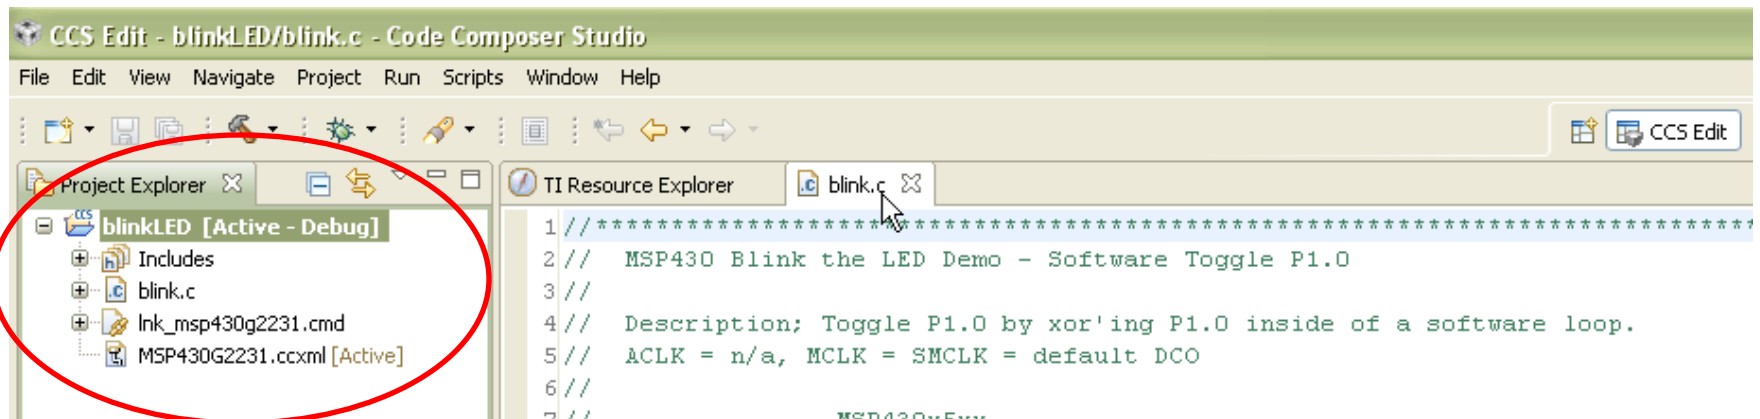 CCS Edit - blinkLED/blink.c - Code Composer Studio
File Edit View Navigate Project Run Scripts Window Help
CCS Edit
Project Explorer
TI Resource Explorer
blink.c
blinkLED [Active - Debug]
Includes
blink.c
lnk_msp430g2231.cmd
MSP430G2231.ccxml [Active]
1 //******************************************************************************
2 // MSP430 Blink the LED Demo - Software Toggle P1.0
3 //
4 // Description; Toggle P1.0 by xor'ing P1.0 inside of a software loop.
5 // ACLK = n/a, MCLK = SMCLK = default DCO
6 //
7 // MSP430x5xx